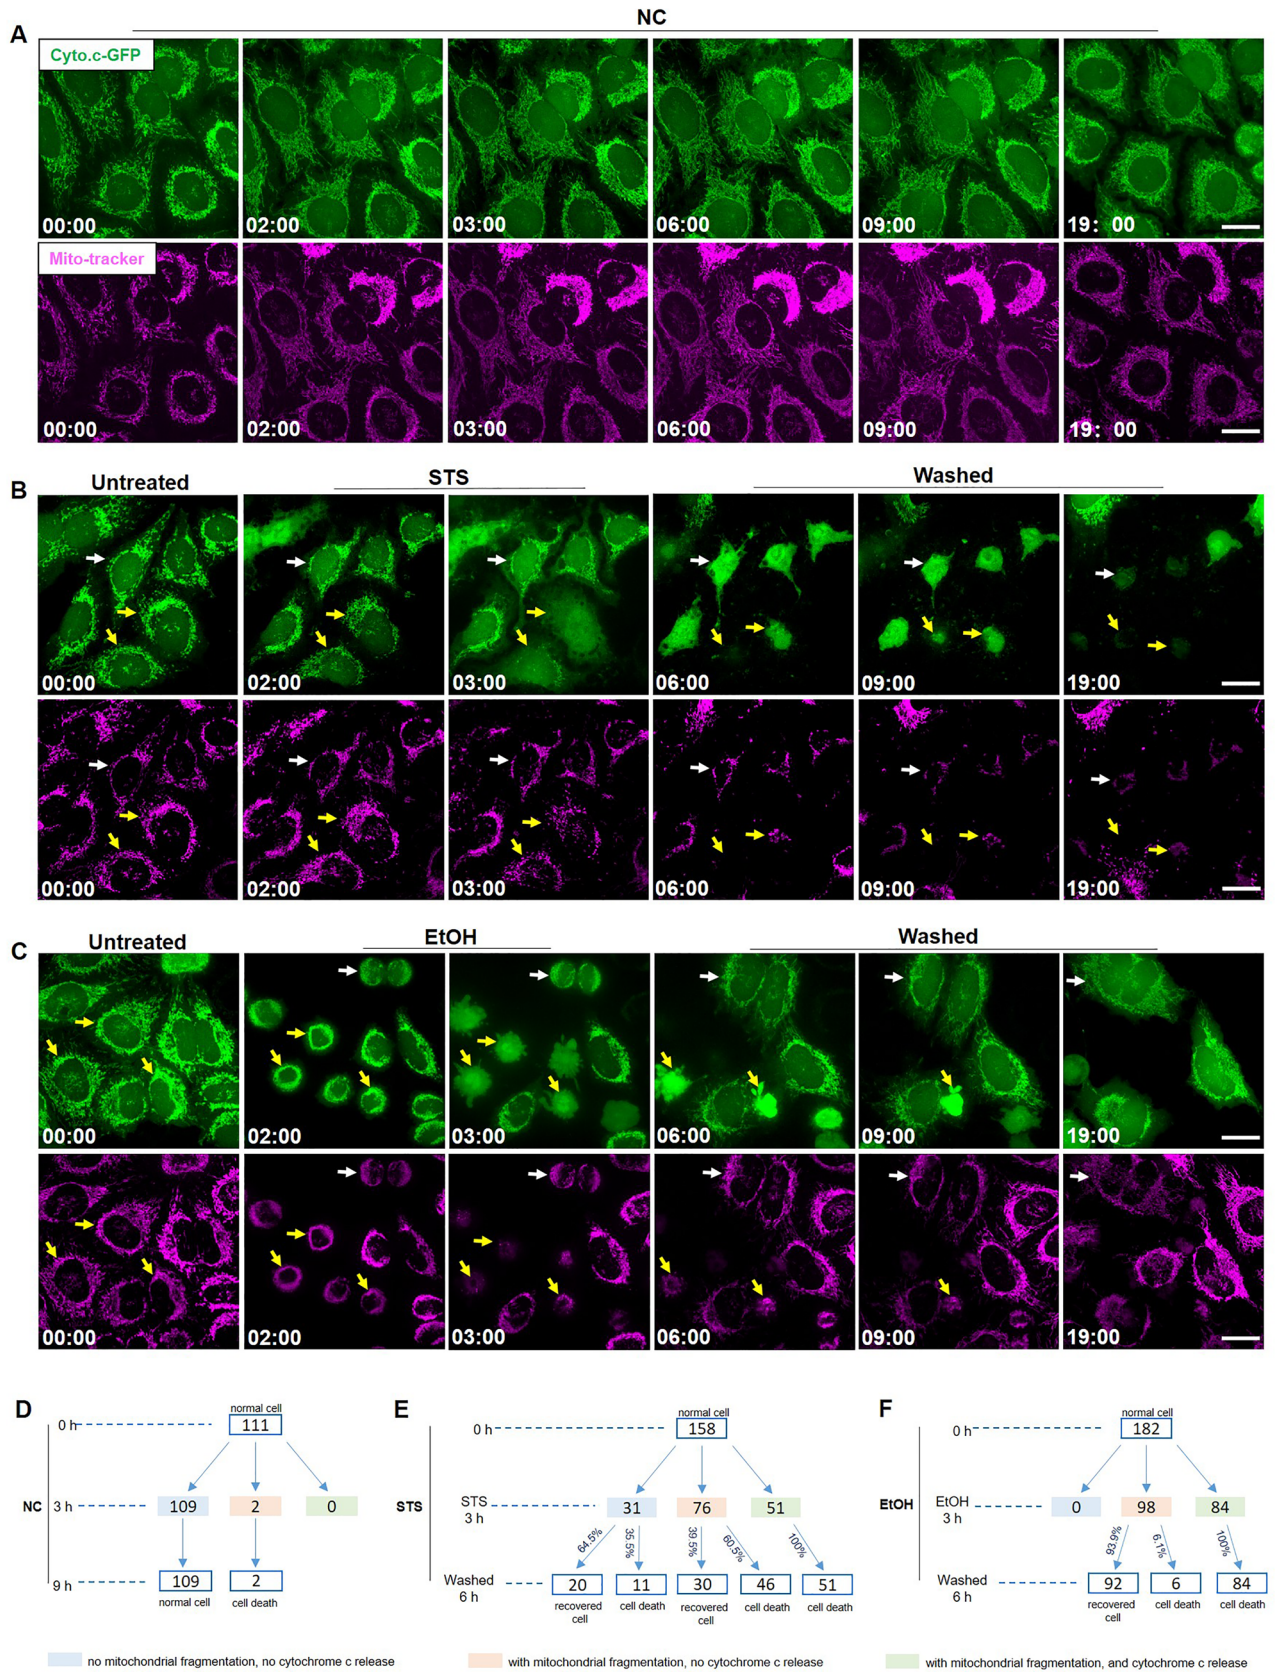 NC
A
Cyto.c-GFP
00:00
02:00
03:00
06:00
09:00
19: 00
Mito-tracker
00:00
02:00
03:00
06:00
09:00
19: 00
B
Untreated
STS
Washed
00:00
02:00
03:00
06:00
09:00
19:00
00:00
02:00
03:00
06:00
09:00
19:00
C
Untreated
EtOH
Washed
00:00
02:00
03:00
06:00
09:00
19:00
00:00
02:00
03:00
06:00
09:00
19:00
D
normal cell
0 h
111
NC
3 h
109
2
0
9 h
109
2
normal cell
cell death
E
normal cell
0 h
158
STS
STS
3 h
31
76
51
64.5%
35.5%
39.5%
60.5%
100%
Washed
6 h
20
11
30
46
51
recovered
cell
cell death
recovered
cell
cell death
cell death
F
normal cell
0 h
182
EtOH
EtOH
3 h
0
98
84
93.9%
6.1%
100%
Washed
6 h
92
6
84
recovered
cell
cell death
cell death
no mitochondrial fragmentation, no cytochrome c release
with mitochondrial fragmentation, no cytochrome c release
with mitochondrial fragmentation, and cytochrome c release